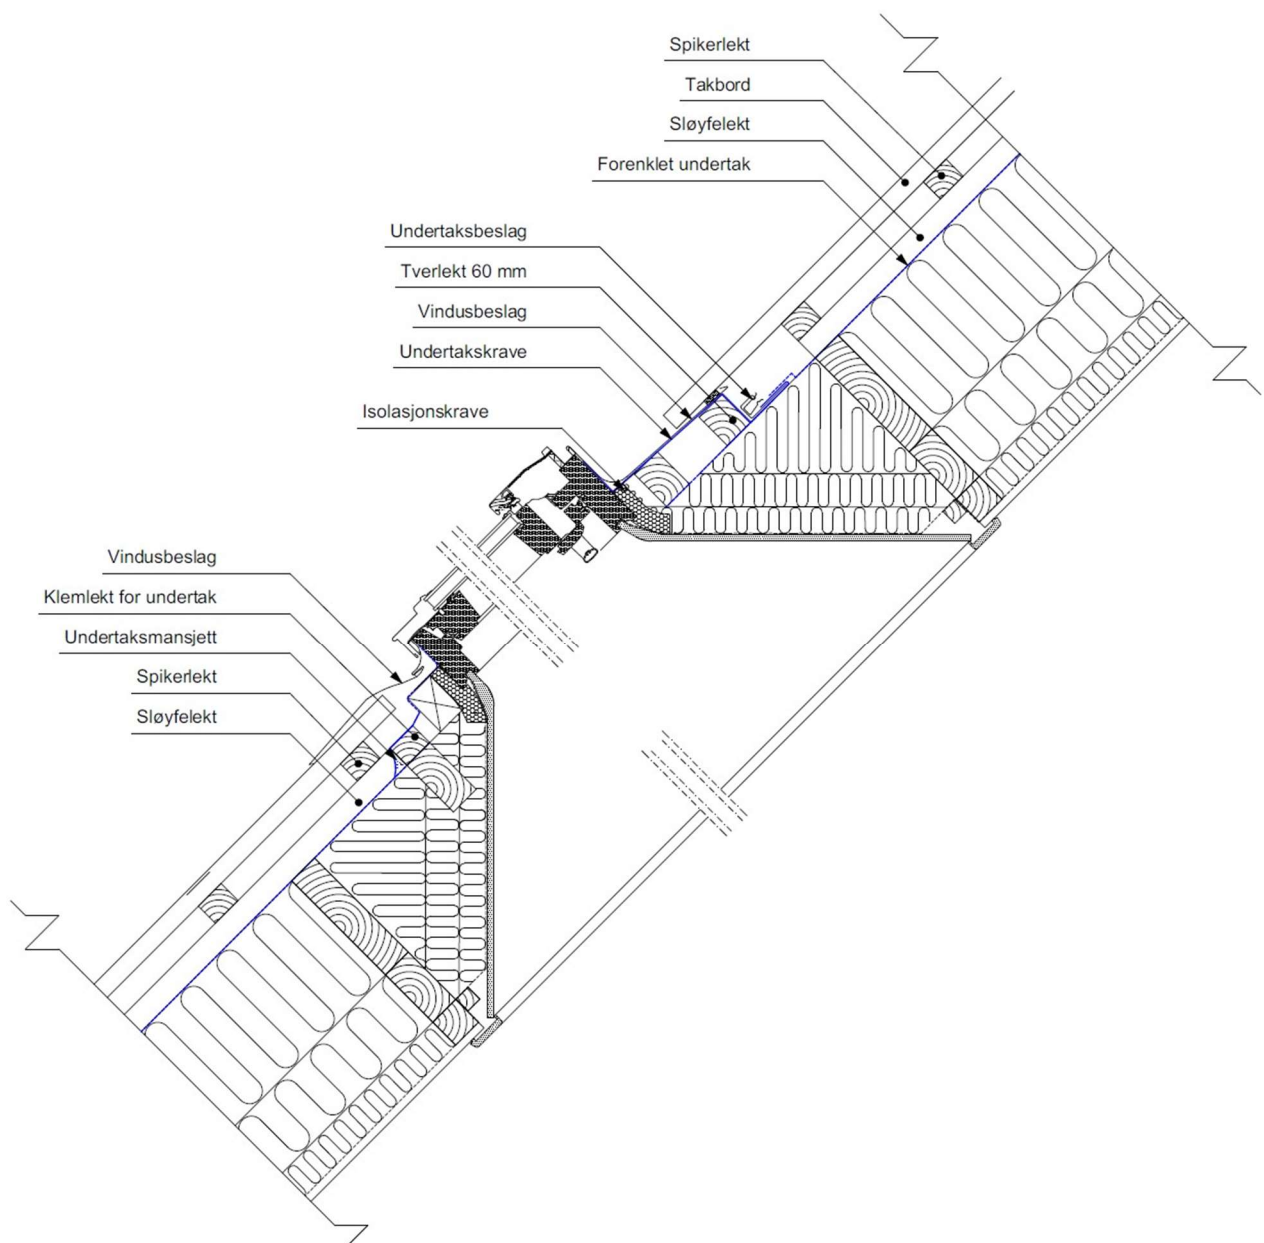 Spikerlekt
Takbord
Sløyfelekt
Forenklet undertak
Undertaksbeslag
Tverlekt 60 mm
Vindusbeslag
Undertakskrave
Isolasjonskrave
Vindusbeslag
Klemlekt for undertak
Undertaksmansjett
Spikerlekt
Sløyfelekt